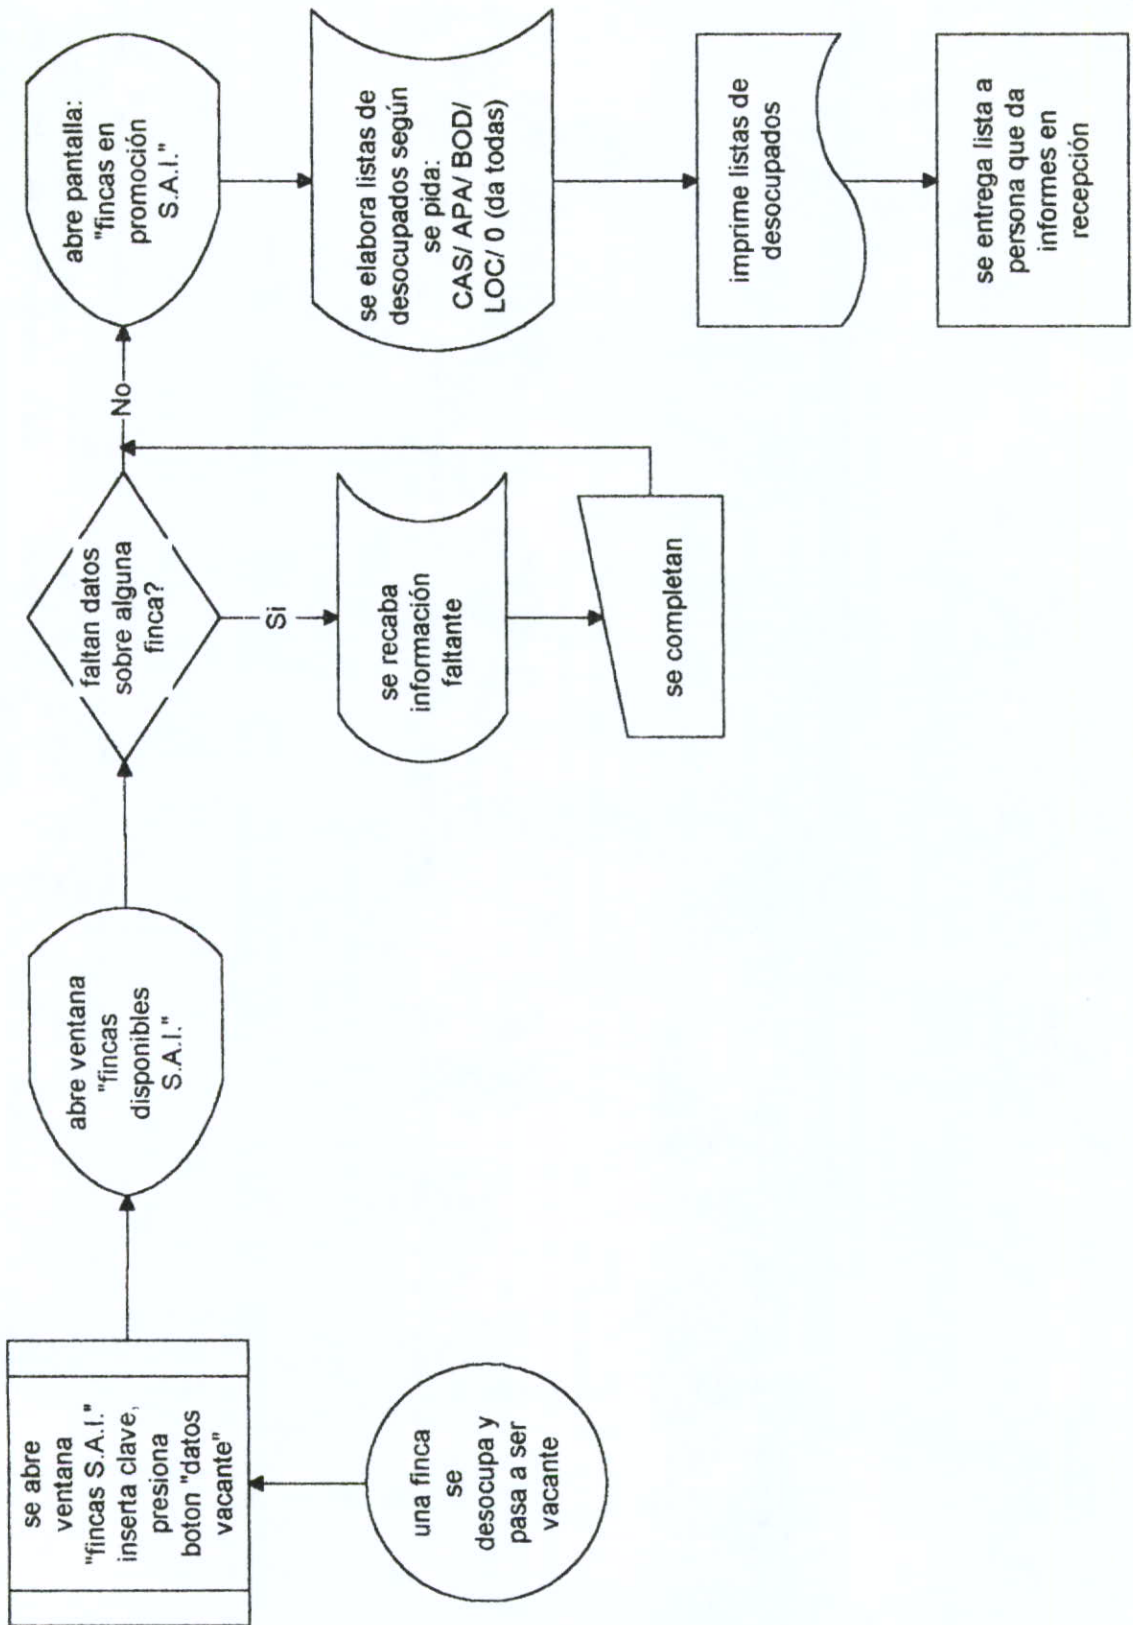 una finca
se
desocupa y
pasa a ser
vacante
se abre
ventana
"fincas S.A.I."
inserta clave,
presiona
boton "datos
vacante"
abre ventana
"fincas
disponibles
S.A.I."
faltan datos
sobre alguna
finca?
Si
se recaba
información
faltante
se completan
No
abre pantalla:
"fincas en
promoción
S.A.I."
se elabora listas de
desocupados según
se pida:
CAS/ APA/ BOD/
LOC/ 0 (da todas)
imprime listas de
desocupados
se entrega lista a
persona que da
informes en
recepción